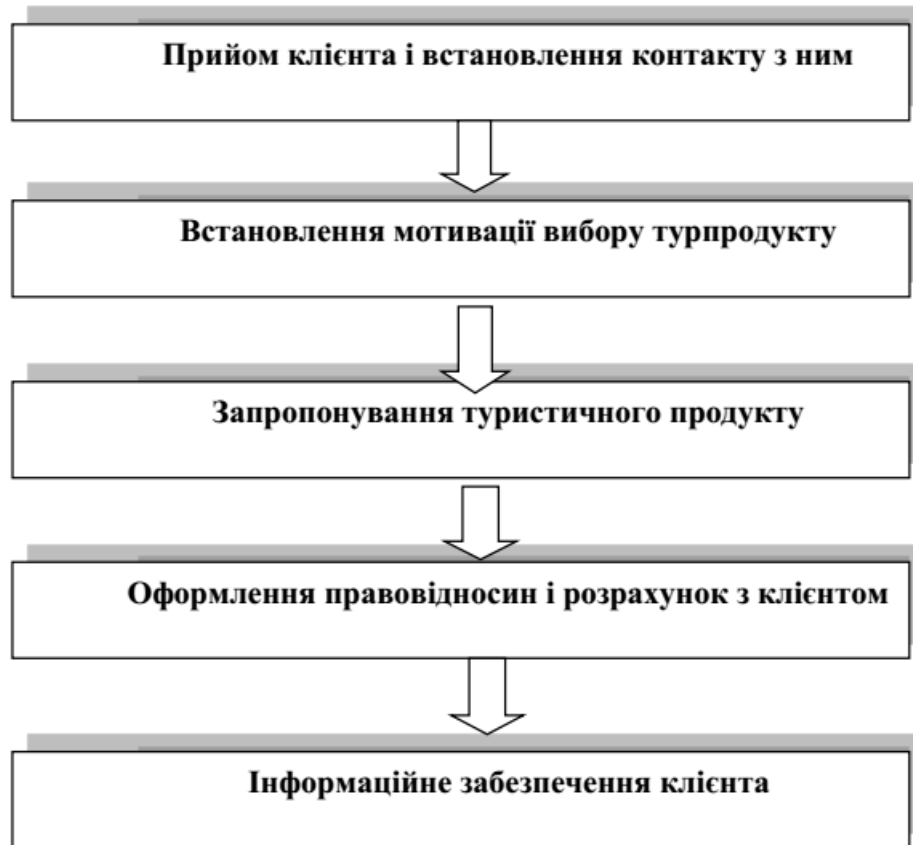 Прийом клієнта і встановлення контакту з ним
Встановлення мотивації вибору турпродукту
Запропонування туристичного продукту
Оформлення правовідносин і розрахунок з клієнтом
Інформаційне забезпечення клієнта